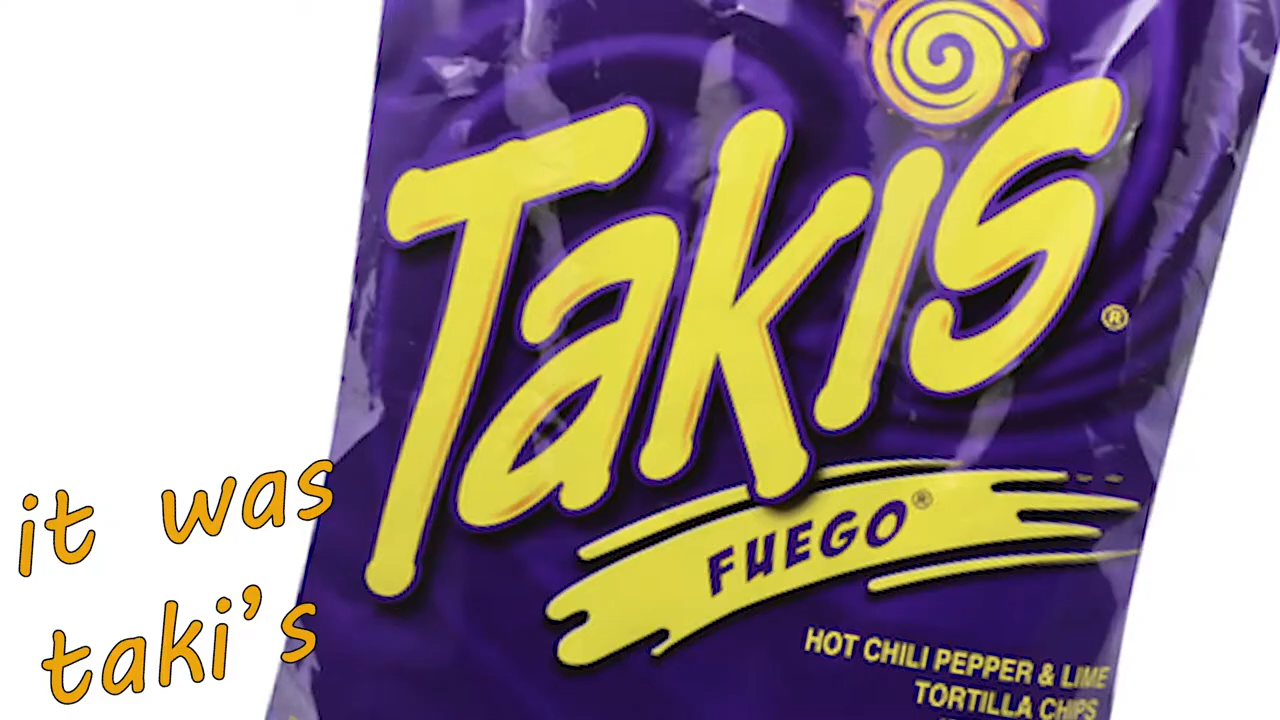 Takis®
FUEGO®
HOT CHILI PEPPER & LIME
TORTILLA CHIPS
it was
taki's